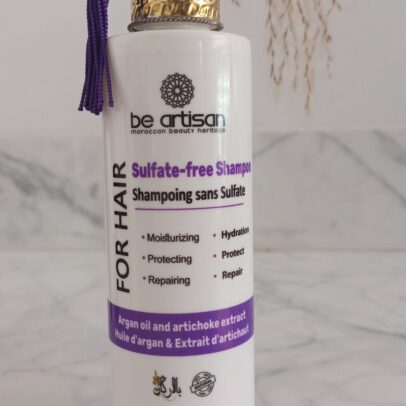 be artisan
moroccan beauty heritage
FOR HAIR
Sulfate-free Shampoo
Shampoing sans Sulfate
• Moisturizing • Hydration
• Protecting • Protect
• Repairing • Repair
Argan oil and artichoke extract
Huile d'argan & Extrait d'artichaut